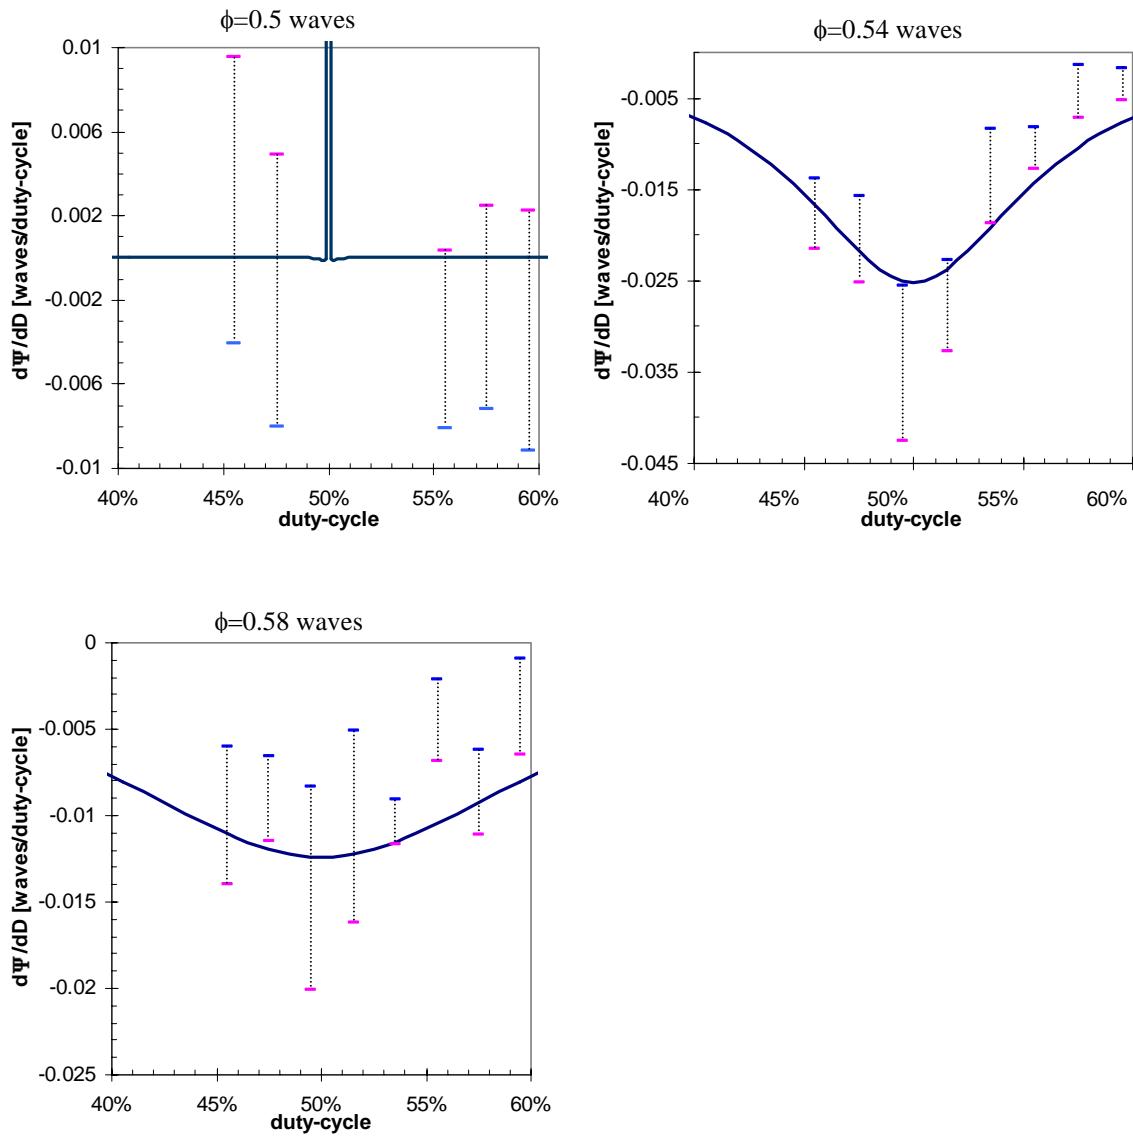 ϕ=0.5 waves
0.01
0.006
0.002
-0.002
-0.006
-0.01
dΨ/dD [waves/duty-cycle]
40% 45% 50% 55% 60%
duty-cycle
ϕ=0.54 waves
-0.005
-0.015
-0.025
-0.035
-0.045
dΨ/dD [waves/duty-cycle]
40% 45% 50% 55% 60%
duty-cycle
ϕ=0.58 waves
0
-0.005
-0.01
-0.015
-0.02
-0.025
dΨ/dD [waves/duty-cycle]
40% 45% 50% 55% 60%
duty-cycle